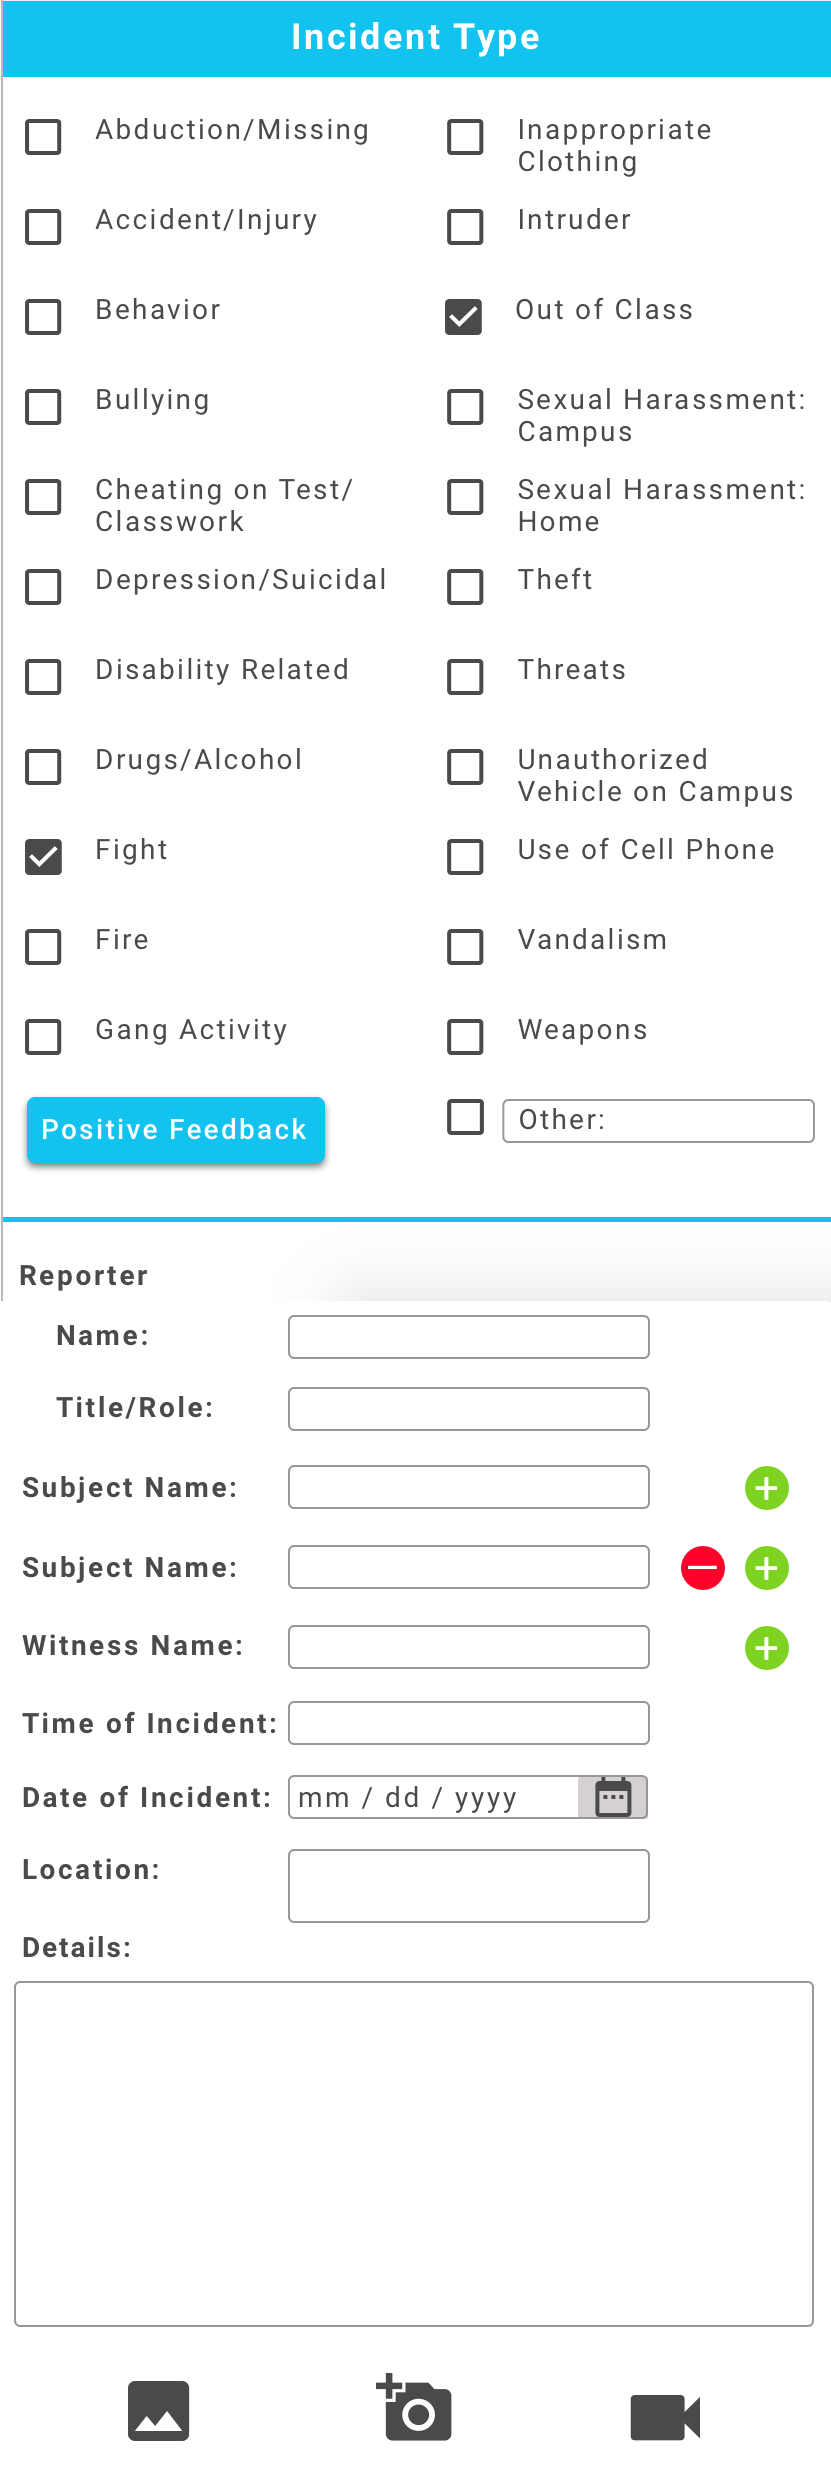 Incident Type
Abduction/Missing
Inappropriate
Clothing
Accident/Injury
Intruder
Behavior
Out of Class
Bullying
Sexual Harassment:
Campus
Cheating on Test/
Classwork
Sexual Harassment:
Home
Depression/Suicidal
Theft
Disability Related
Threats
Drugs/Alcohol
Unauthorized
Vehicle on Campus
Fight
Use of Cell Phone
Fire
Vandalism
Gang Activity
Weapons
Positive Feedback
Other:
Reporter
Name:
Title/Role:
Subject Name:
Subject Name:
Witness Name:
Time of Incident:
Date of Incident: mm / dd / yyyy
Location:
Details: